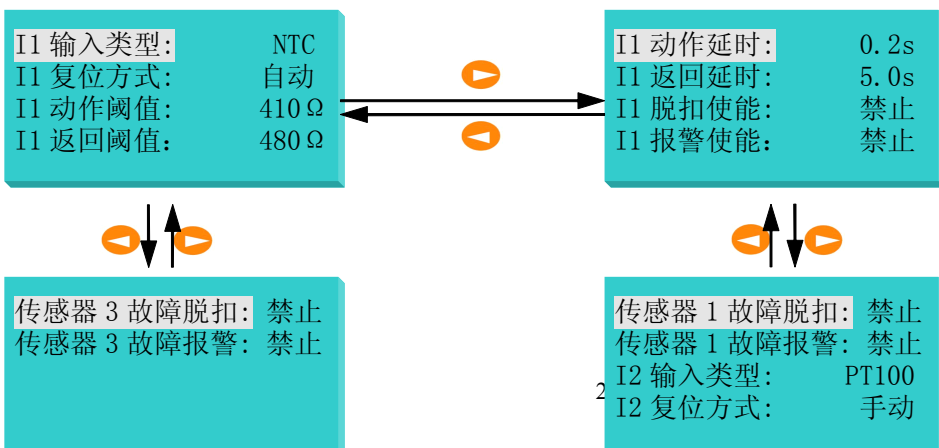 I1 输入类型: NTC
I1 复位方式: 自动
I1 动作阈值: 410Ω
I1 返回阈值: 480Ω
I1 动作延时: 0.2s
I1 返回延时: 5.0s
I1 脱扣使能: 禁止
I1 报警使能: 禁止
传感器 3 故障脱扣: 禁止
传感器 3 故障报警: 禁止
传感器 1 故障脱扣: 禁止
传感器 1 故障报警: 禁止
I2 输入类型: PT100
2
I2 复位方式: 手动